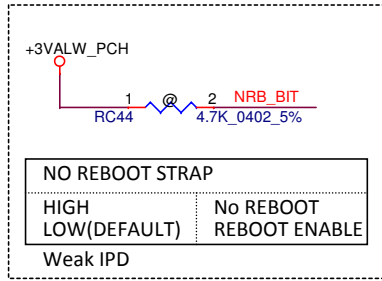 +3VALW_PCH
1 @ 2 NRB_BIT
RC44 4.7K_0402_5%
NO REBOOT STRAP
HIGH No REBOOT
LOW(DEFAULT) REBOOT ENABLE
Weak IPD